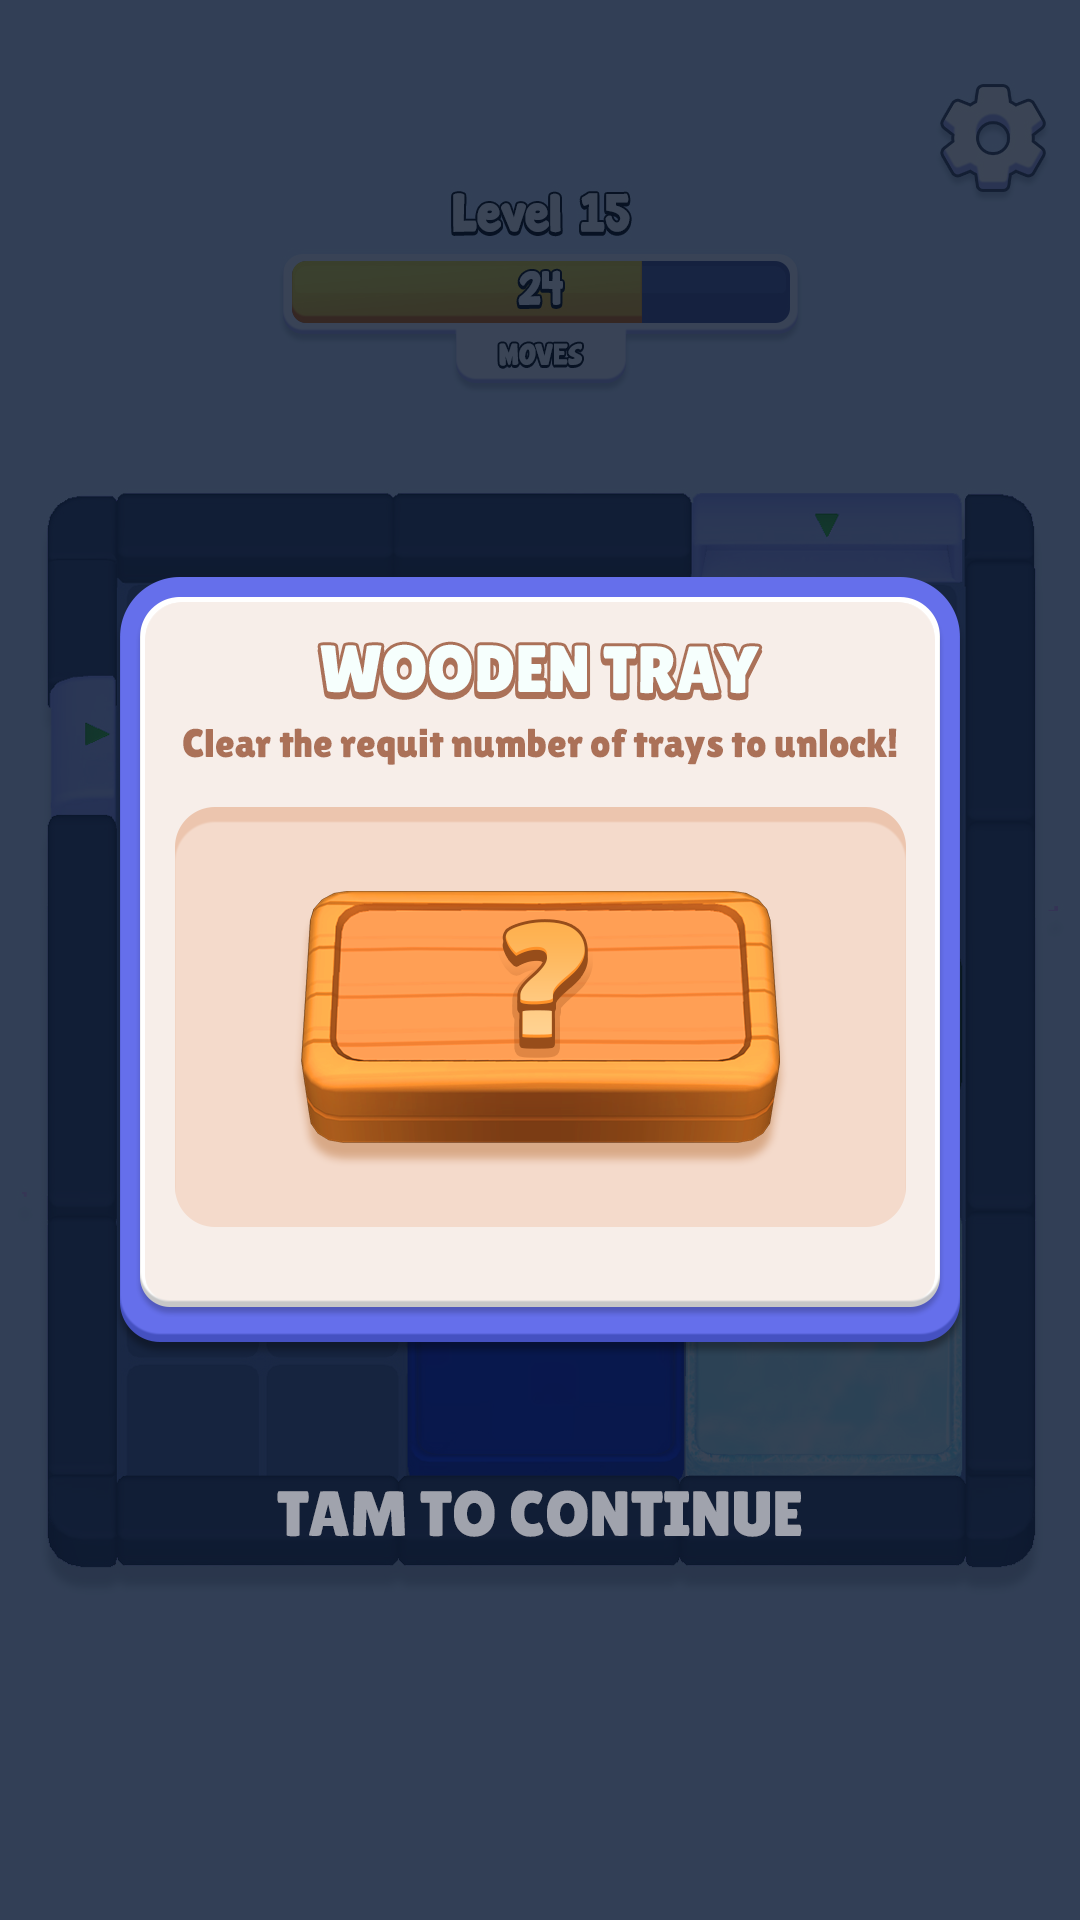 Level 15
24
MOVES
WOODEN TRAY
Clear the requit number of trays to unlock!
?
TAM TO CONTINUE